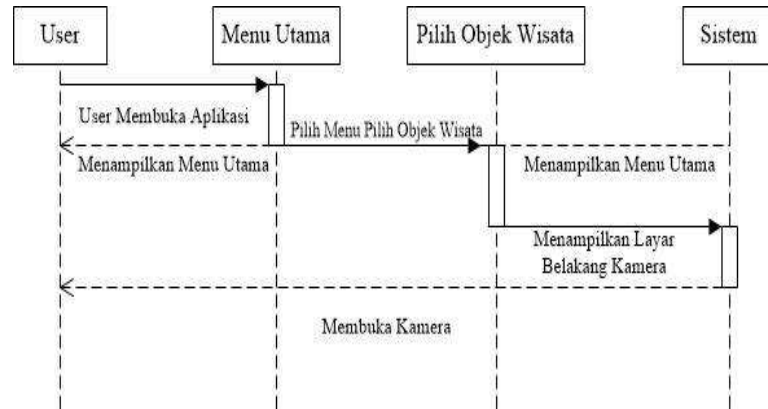 User
Menu Utama
Pilih Objek Wisata
Sistem
User Membuka Aplikasi
Pilih Menu Pilih Objek Wisata
Menampilkan Menu Utama
Menampilkan Menu Utama
Menampilkan Layar
Belakang Kamera
Membuka Kamera